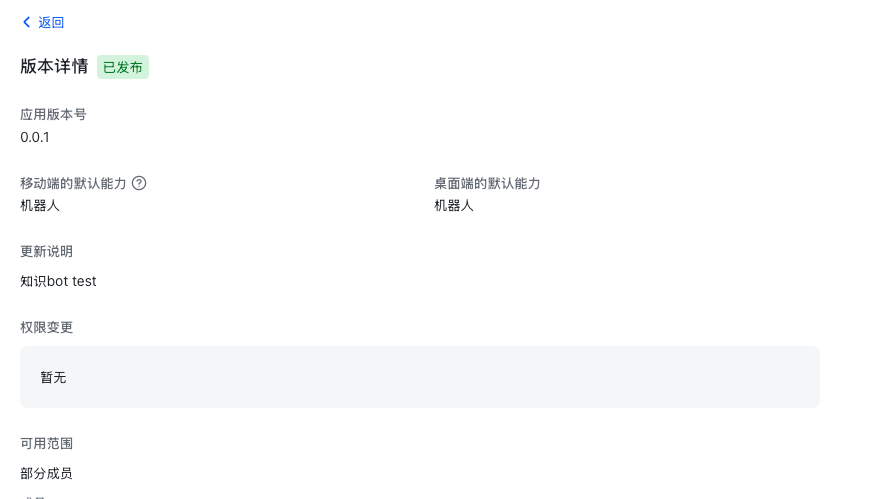 返回
版本详情 已发布
应用版本号
0.0.1
移动端的默认能力 桌面端的默认能力
机器人 机器人
更新说明
知识bot test
权限变更
暂无
可用范围
部分成员